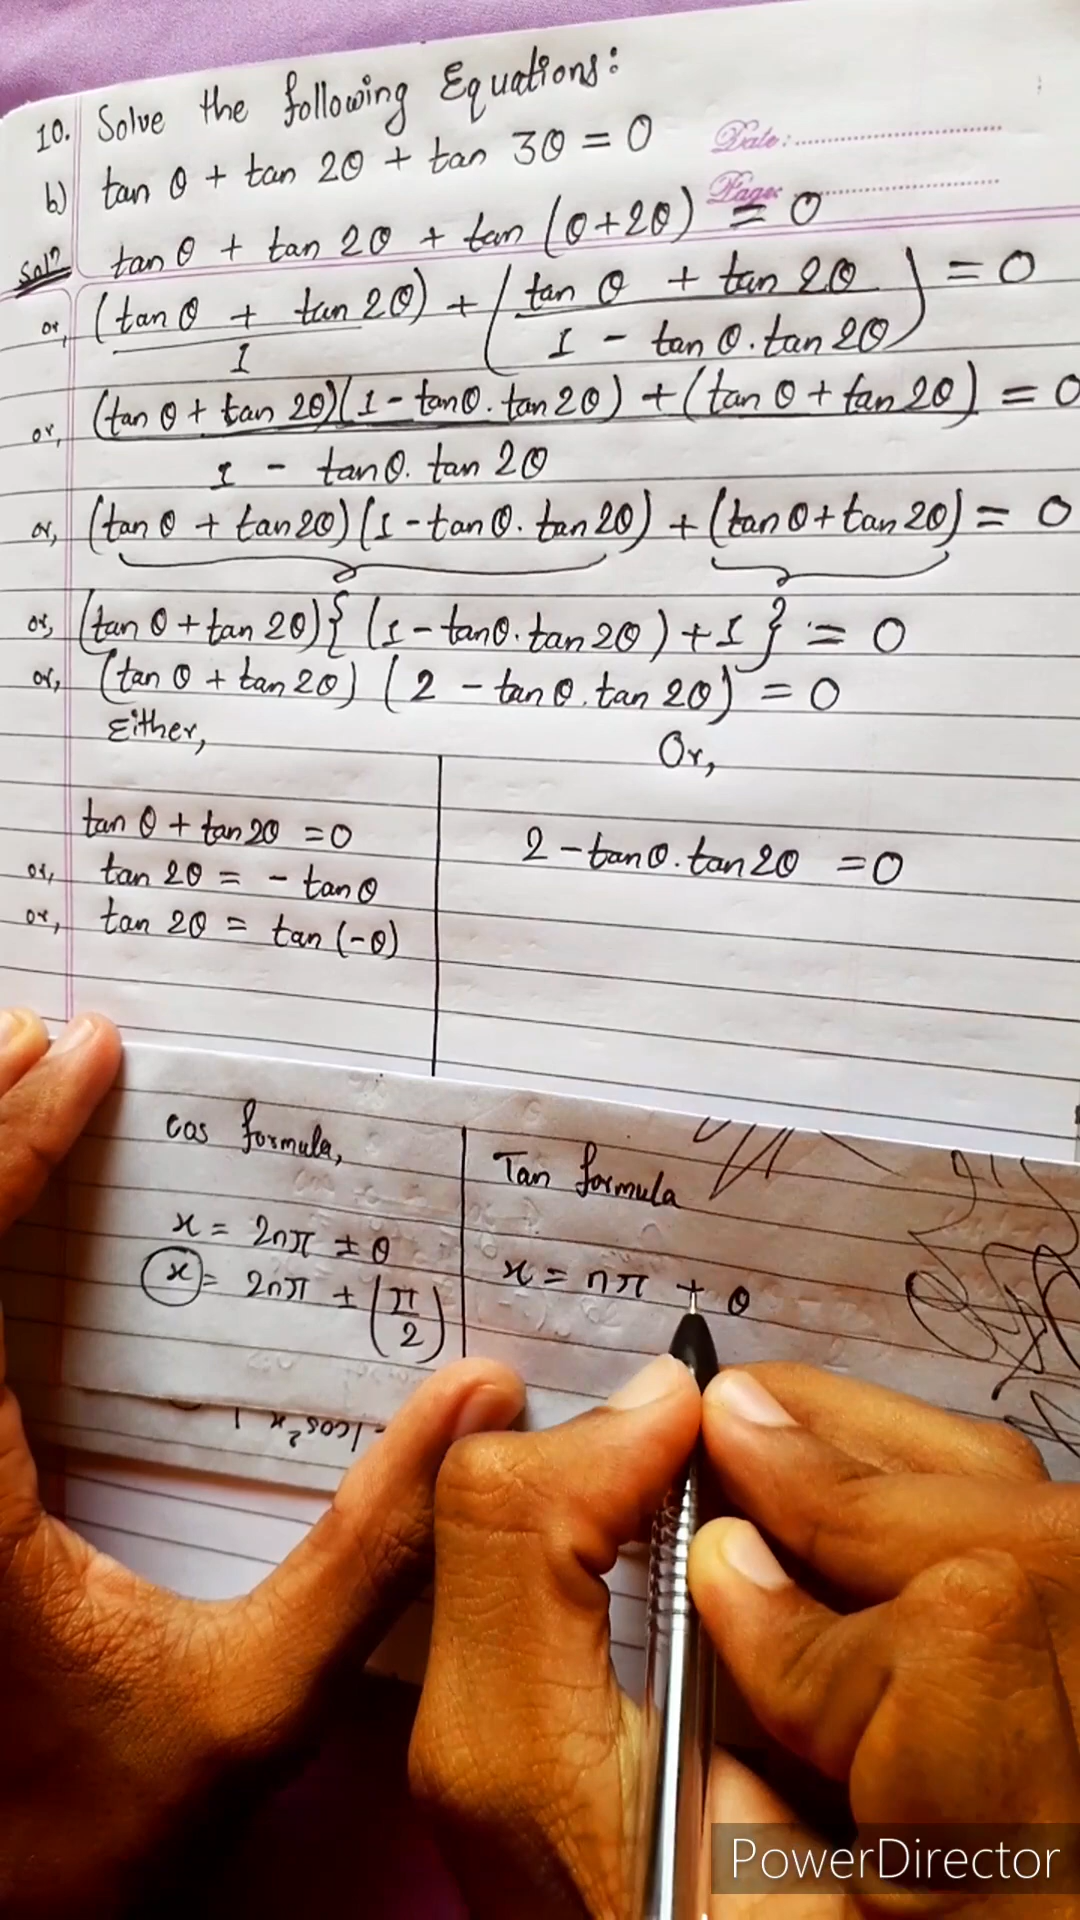 10. Solve the following Equations:
b) tan θ + tan 2θ + tan 3θ = 0
Date:
Page:
Solⁿ tan θ + tan 2θ + tan (θ+2θ) = 0
or, (tan θ + tan 2θ)/1 + (tan θ + tan 2θ / 1 - tan θ. tan 2θ) = 0
or, (tan θ + tan 2θ)(1 - tanθ. tan 2θ) + (tan θ + tan 2θ) = 0
1 - tanθ. tan 2θ
or, (tan θ + tan 2θ)(1 - tanθ. tan 2θ) + (tan θ + tan 2θ) = 0
or, (tan θ + tan 2θ){(1 - tanθ. tan 2θ) + 1} = 0
or, (tan θ + tan 2θ) (2 - tan θ. tan 2θ) = 0
Either,
Or,
tan θ + tan 2θ = 0
or, tan 2θ = - tan θ
or, tan 2θ = tan (-θ)
2 - tanθ. tan 2θ = 0
cos formula,
x = 2nπ ± θ
x = 2nπ ± (π/2)
Tan formula
x = nπ + θ
PowerDirector